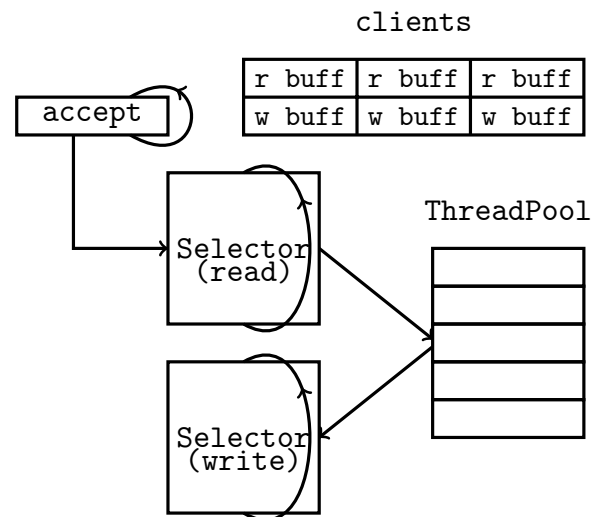 clients
r buff r buff r buff
w buff w buff w buff
accept
ThreadPool
Selector
(read)
Selector
(write)